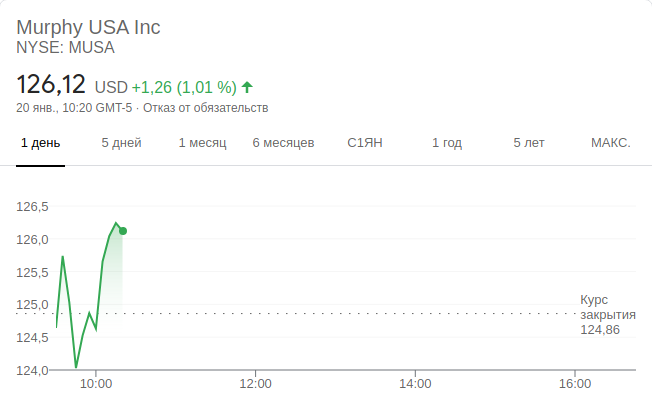 Murphy USA Inc
NYSE: MUSA
126,12 USD +1,26 (1,01 %)
20 янв., 10:20 GMT-5 · Отказ от обязательств
1 день 5 дней 1 месяц 6 месяцев С1ЯН 1 год 5 лет МАКС.
126,5
126,0
125,5
125,0
Курс
закрытия
124,86
124,5
124,0
10:00 12:00 14:00 16:00